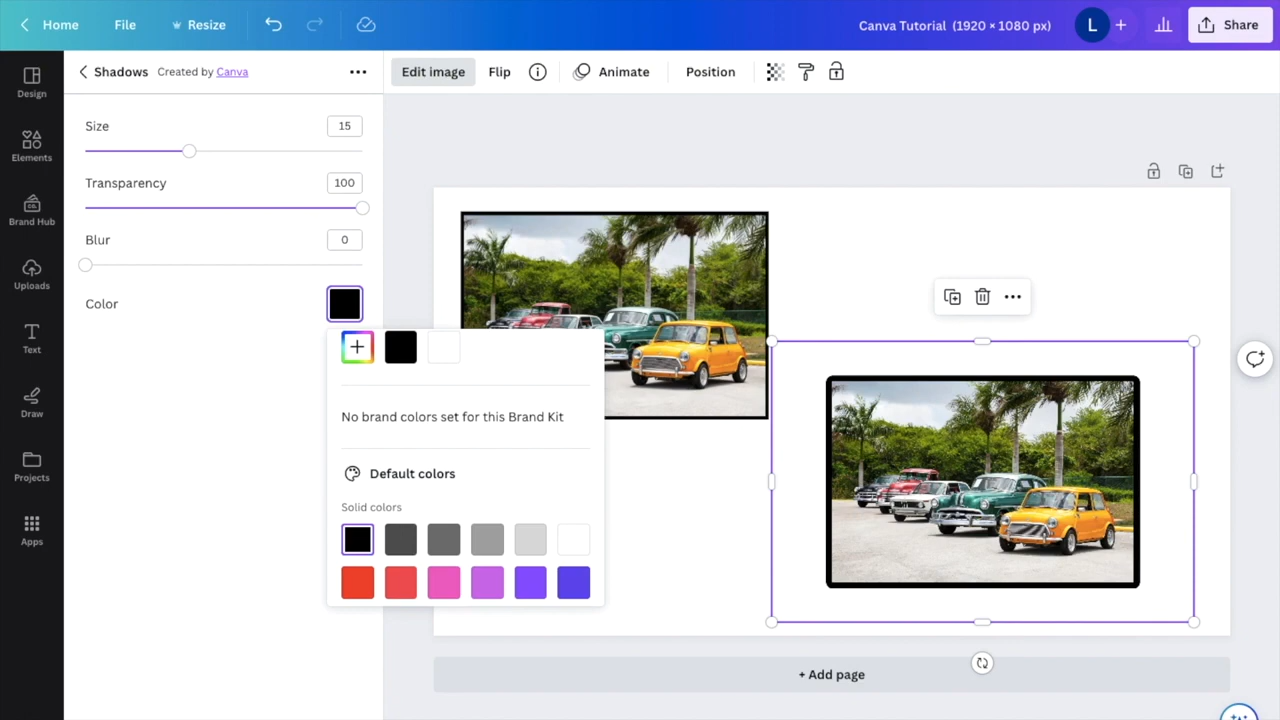 Home
File
Resize
Canva Tutorial (1920 × 1080 px)
L
+
Share
Design
Elements
Brand Hub
Uploads
Text
Draw
Projects
Apps
Shadows Created by Canva
Size
15
Transparency
100
Blur
0
Color
No brand colors set for this Brand Kit
Default colors
Solid colors
Edit image
Flip
Animate
Position
+ Add page